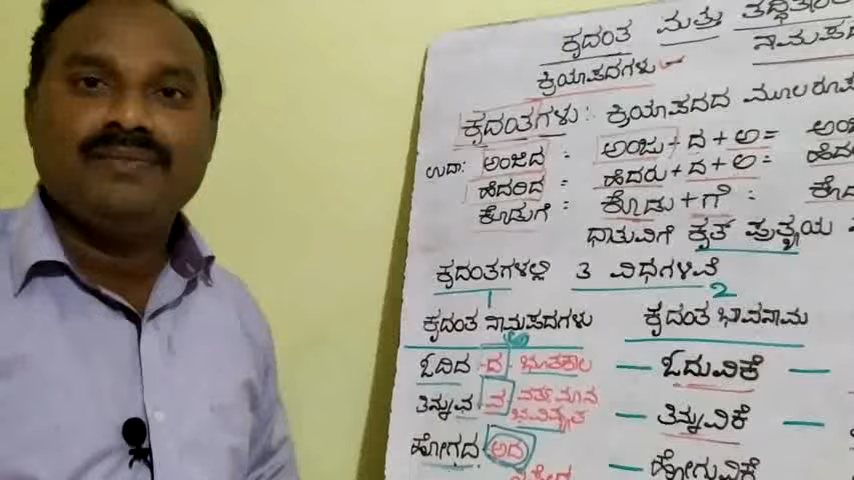 ಕೃದಂತ ಮತ್ತು ತದ್ಧಿತಾಂತ
ಕ್ರಿಯಾಪದಗಳು ನಾಮಪದ
ಕೃದಂತಗಳು : ಕ್ರಿಯಾಪದದ ಮೂಲರೂಪ
ಉದಾ: ಅಂಜಿದ : ಅಂಜು + ದ + ಅ =
ಹೆದರಿದ = ಹೆದರು + ದ + ಅ =
ಕೊಡುಗೆ : ಕೊಡು + ಗೆ :
ಧಾತುವಿಗೆ ಕೃತ್ ಪ್ರತ್ಯಯ
ಕೃದಂತಗಳಲ್ಲಿ 3 ವಿಧಗಳಿವೆ
1 2
ಕೃದಂತ ನಾಮಪದಗಳು ಕೃದಂತ ಭಾವನಾಮ
ಓದಿದ - ದ - ಭೂತಕಾಲ — ಓದುವಿಕೆ —
ತಿನ್ನುವ - ವ - ವರ್ತಮಾನ — ತಿನ್ನುವಿಕೆ —
ಭವಿಷ್ಯತ್
ಹೋಗದ ಅದ — ಹೋಗುವಿಕೆ